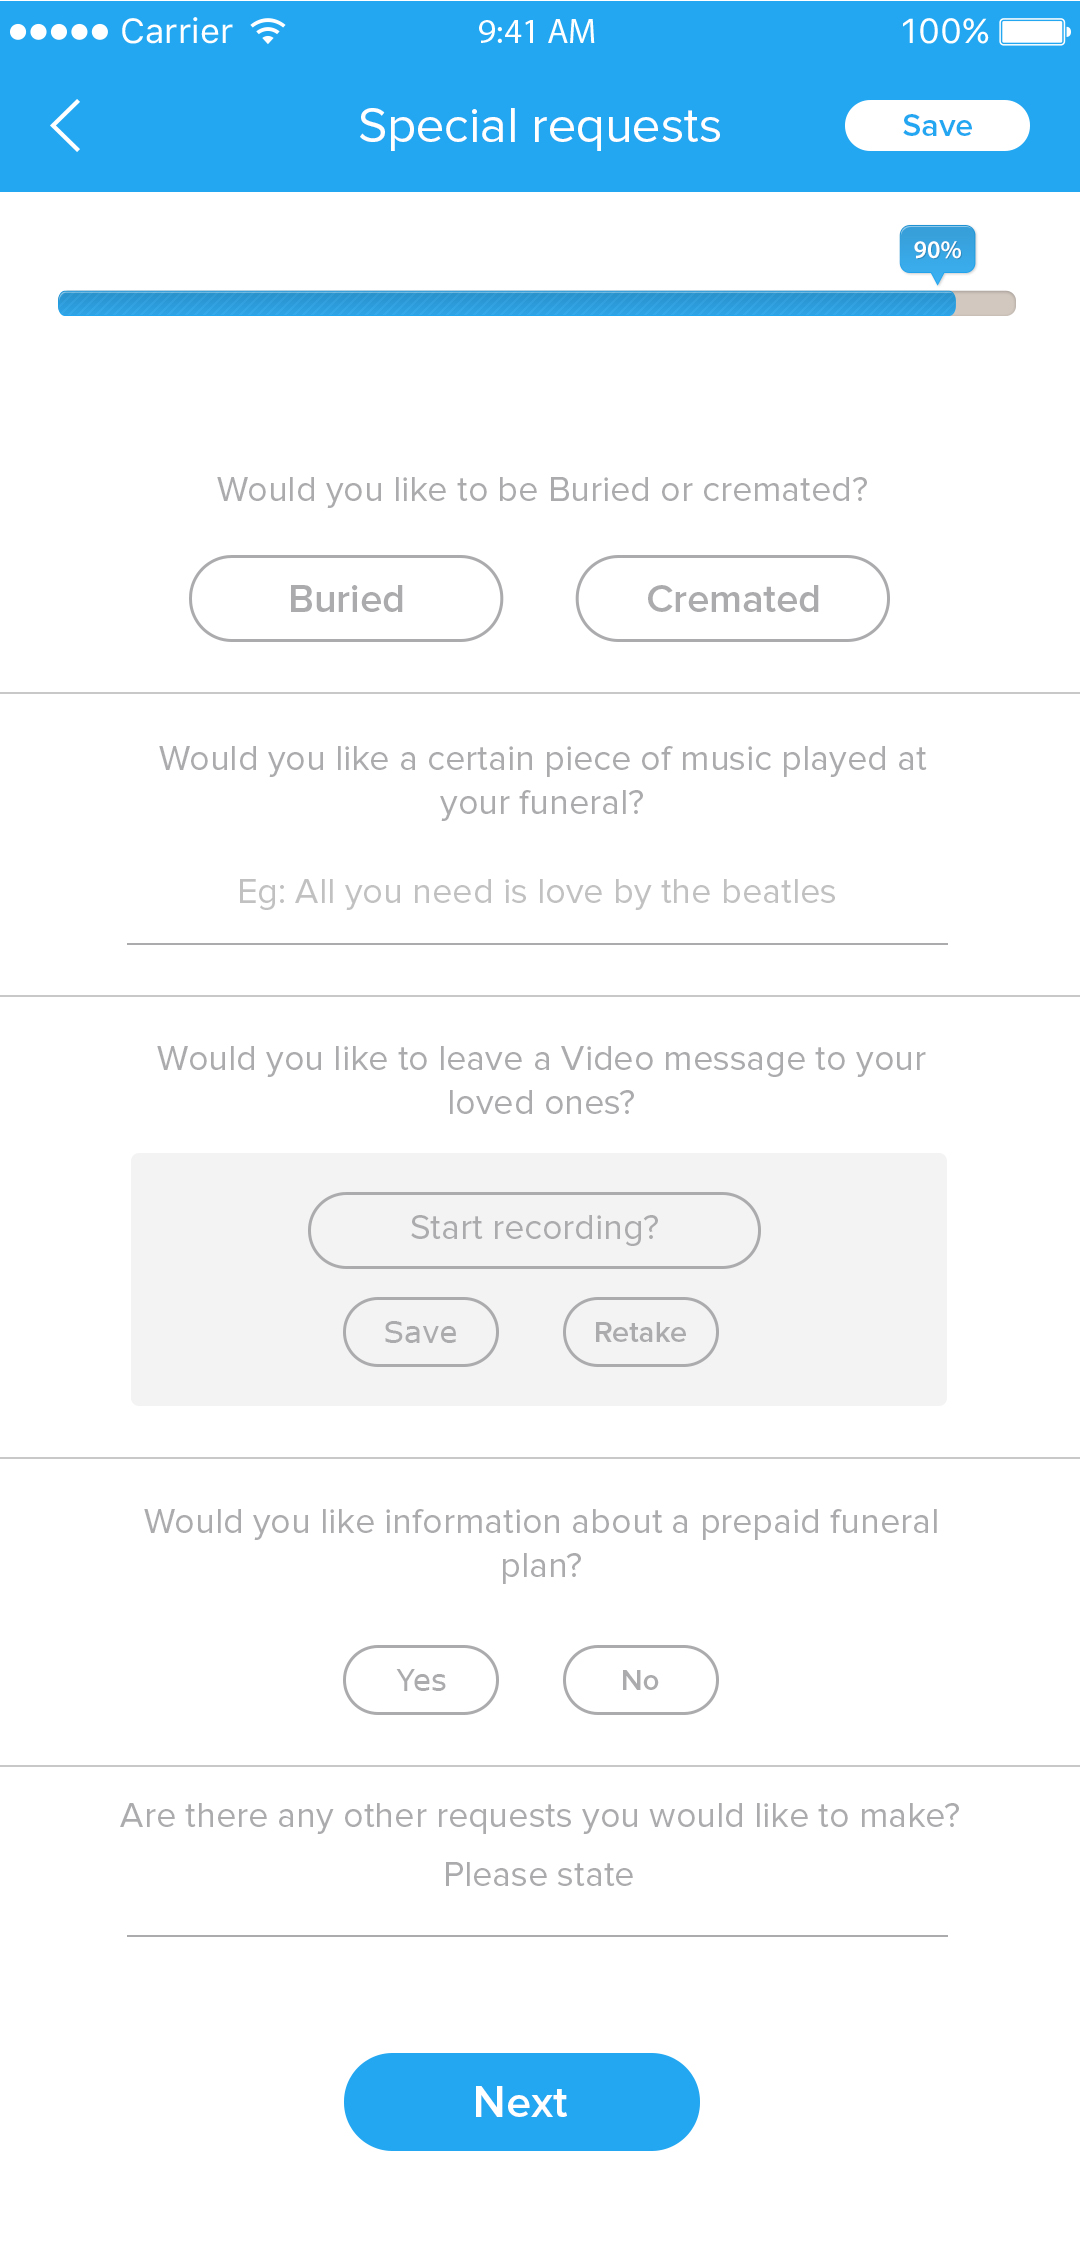 Carrier 9:41 AM 100%
Special requests Save
90%
Would you like to be Buried or cremated?
Buried Cremated
Would you like a certain piece of music played at
your funeral?
Eg: All you need is love by the beatles
Would you like to leave a Video message to your
loved ones?
Start recording?
Save Retake
Would you like information about a prepaid funeral
plan?
Yes No
Are there any other requests you would like to make?
Please state
Next